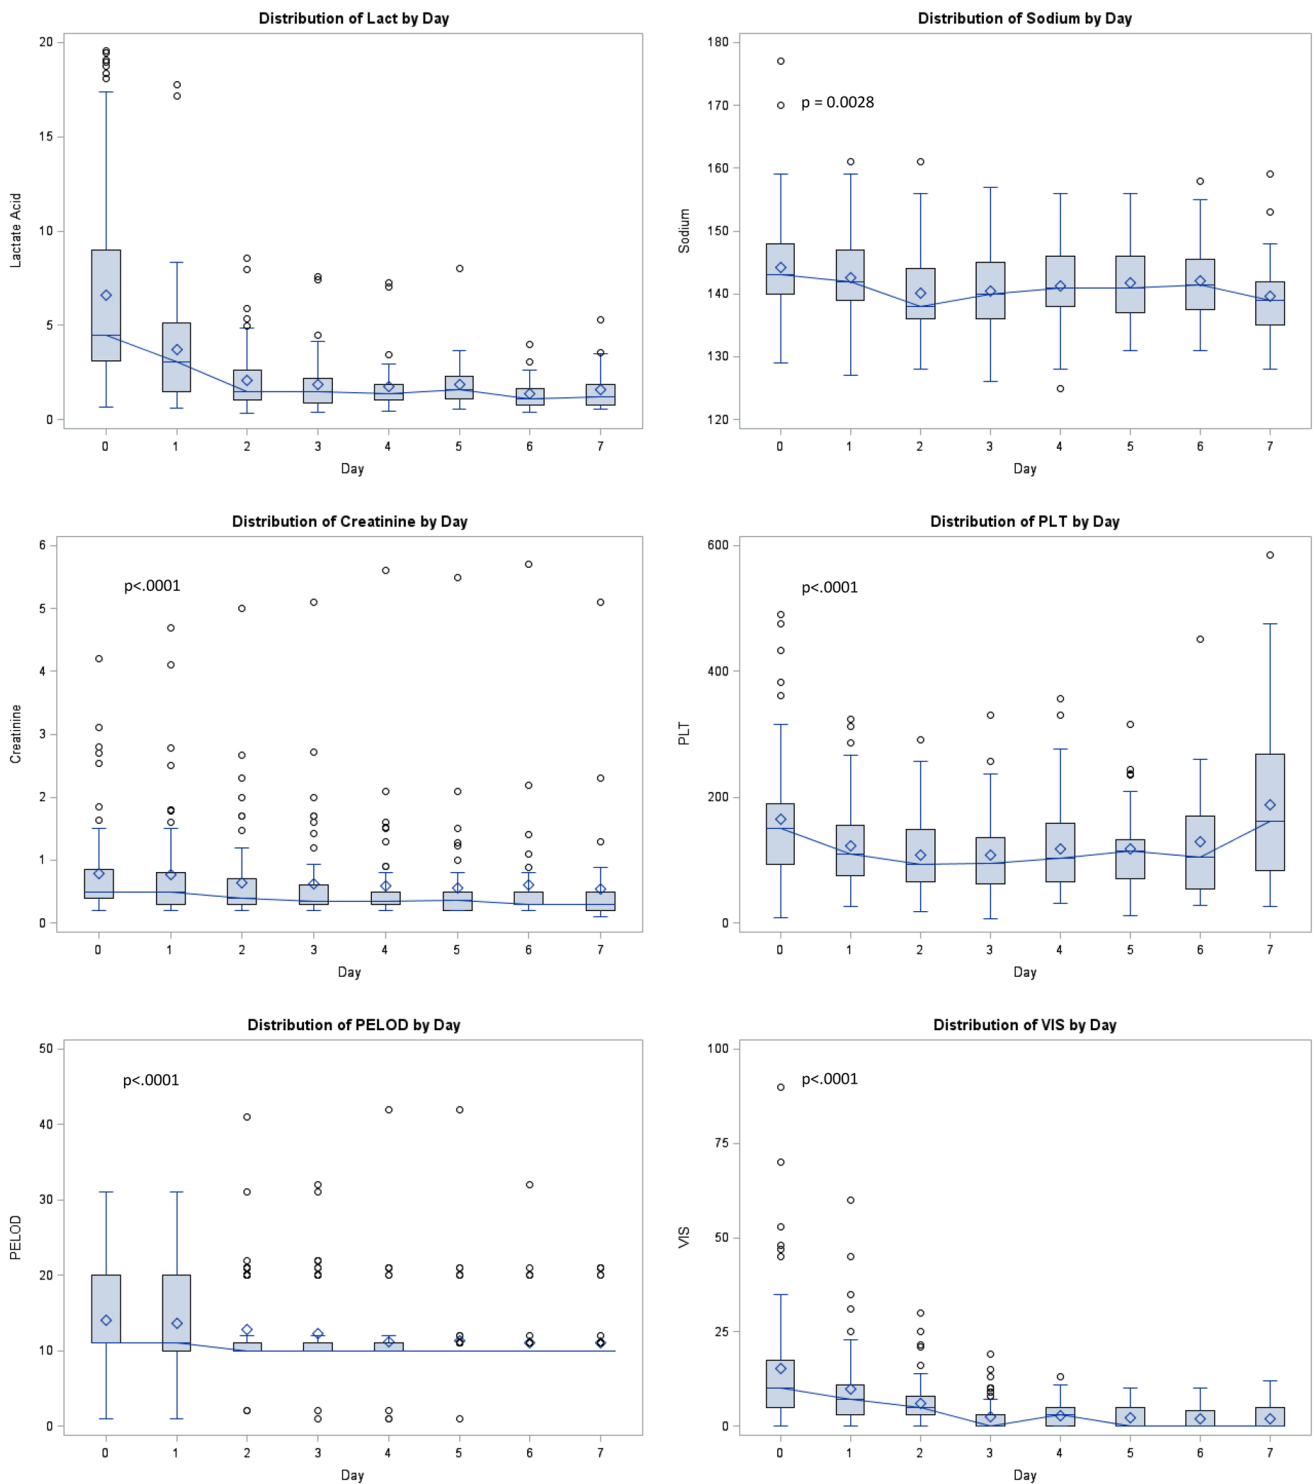 Distribution of Lact by Day
20
15
10
5
0
Lactate Acid
0 1 2 3 4 5 6 7
Day
Distribution of Sodium by Day
p = 0.0028
180
170
160
150
140
130
120
Sodium
0 1 2 3 4 5 6 7
Day
Distribution of Creatinine by Day
p<.0001
6
5
4
3
2
1
0
Creatinine
0 1 2 3 4 5 6 7
Day
Distribution of PLT by Day
p<.0001
600
400
200
0
PLT
0 1 2 3 4 5 6 7
Day
Distribution of PELOD by Day
p<.0001
50
40
30
20
10
0
PELOD
0 1 2 3 4 5 6 7
Day
Distribution of VIS by Day
p<.0001
100
75
50
25
0
VIS
0 1 2 3 4 5 6 7
Day